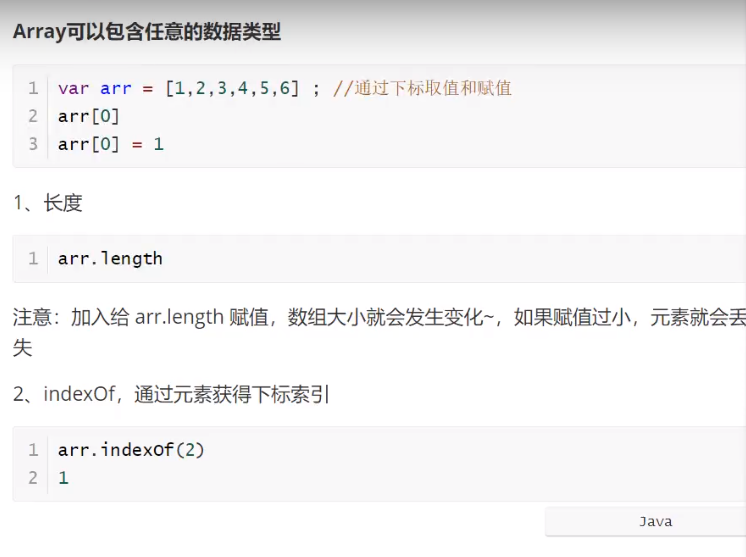 Array可以包含任意的数据类型
1 var arr = [1,2,3,4,5,6] ; //通过下标取值和赋值
2 arr[0]
3 arr[0] = 1
1、长度
1 arr.length
注意：加入给 arr.length 赋值，数组大小就会发生变化~，如果赋值过小，元素就会丢
失
2、indexOf，通过元素获得下标索引
1 arr.indexOf(2)
2 1
Java